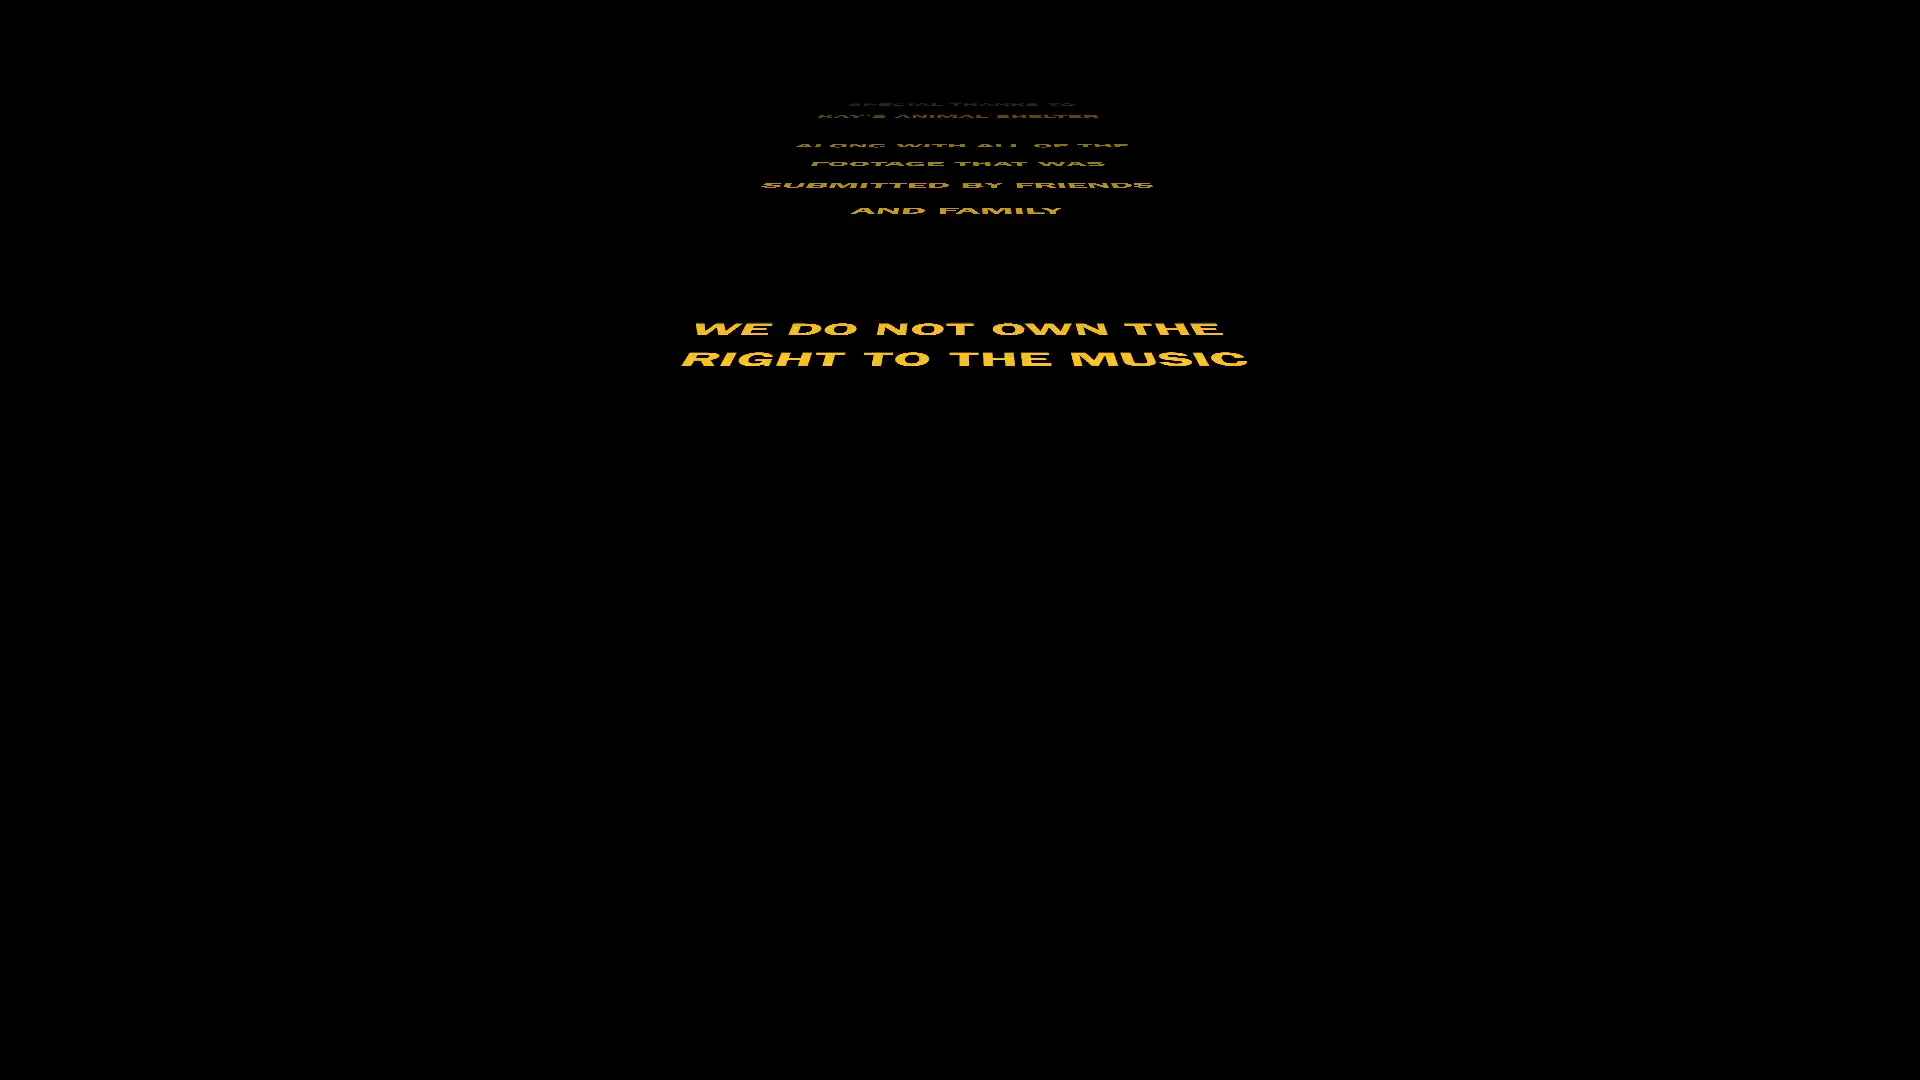 SPECIAL THANKS TO
KAY'S ANIMAL SHELTER
ALONG WITH ALL OF THE
FOOTAGE THAT WAS
SUBMITTED BY FRIENDS
AND FAMILY
WE DO NOT OWN THE
RIGHT TO THE MUSIC